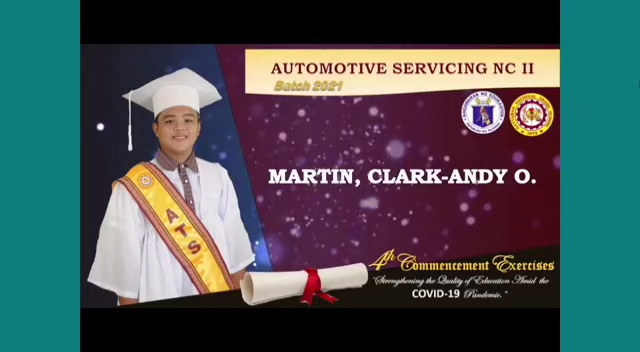 AUTOMOTIVE SERVICING NC II
Batch 2021
MARTIN, CLARK-ANDY O.
ATS
4th Commencement Exercises
"Strengthening the Quality of Education Amid the
COVID-19 Pandemic."